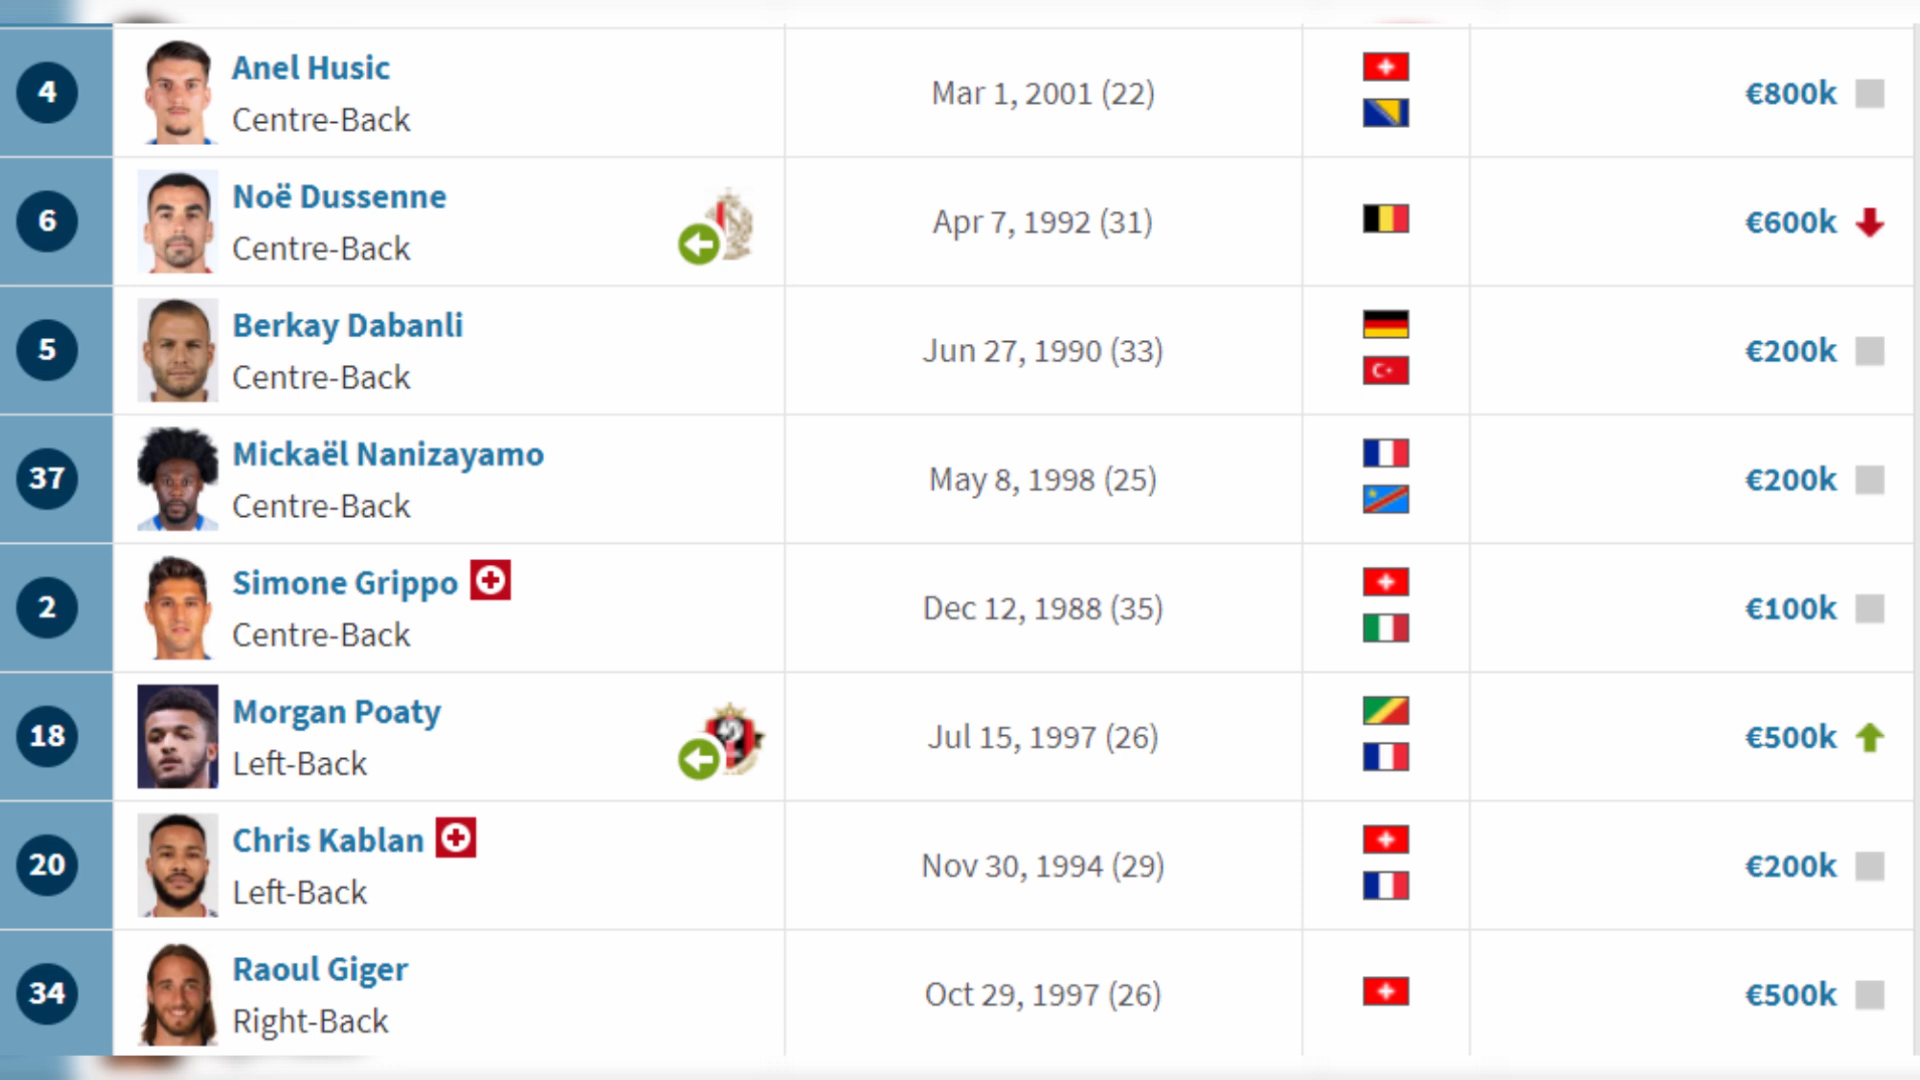 4
Anel Husic
Centre-Back
Mar 1, 2001 (22)
€800k
6
Noë Dussenne
Centre-Back
Apr 7, 1992 (31)
€600k
5
Berkay Dabanli
Centre-Back
Jun 27, 1990 (33)
€200k
37
Mickaël Nanizayamo
Centre-Back
May 8, 1998 (25)
€200k
2
Simone Grippo
Centre-Back
Dec 12, 1988 (35)
€100k
18
Morgan Poaty
Left-Back
Jul 15, 1997 (26)
€500k
20
Chris Kablan
Left-Back
Nov 30, 1994 (29)
€200k
34
Raoul Giger
Right-Back
Oct 29, 1997 (26)
€500k